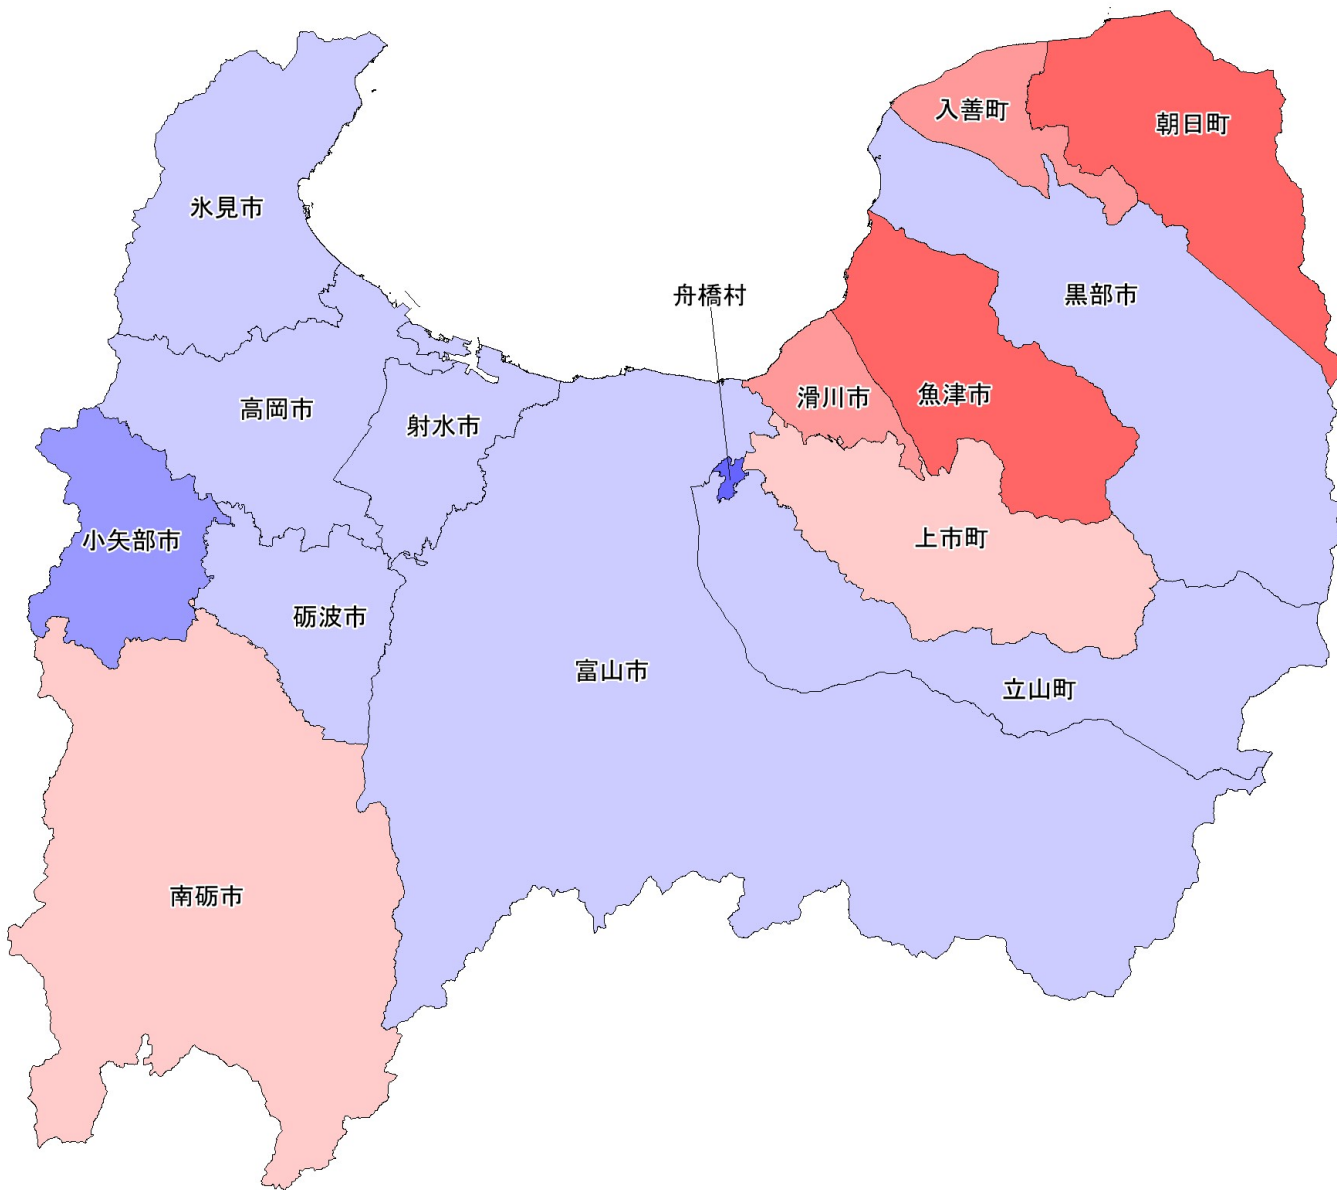 入善町
朝日町
氷見市
舟橋村
黒部市
高岡市
射水市
滑川市
魚津市
小矢部市
上市町
砺波市
富山市
立山町
南砺市